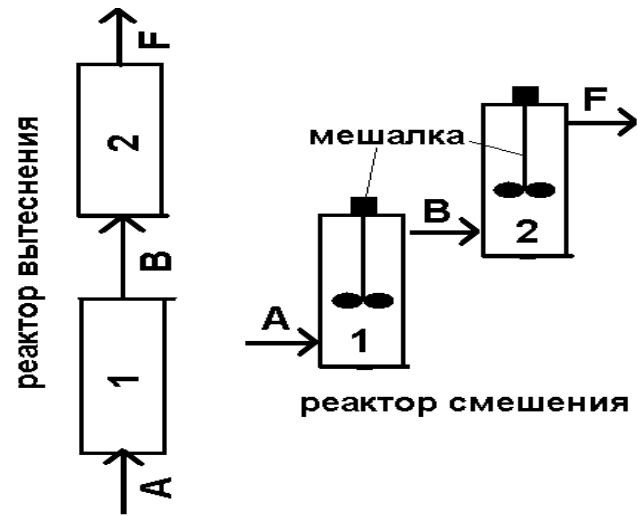 реактор вытеснения
F
2
B
1
A
мешалка
F
B
2
A
1
реактор смешения